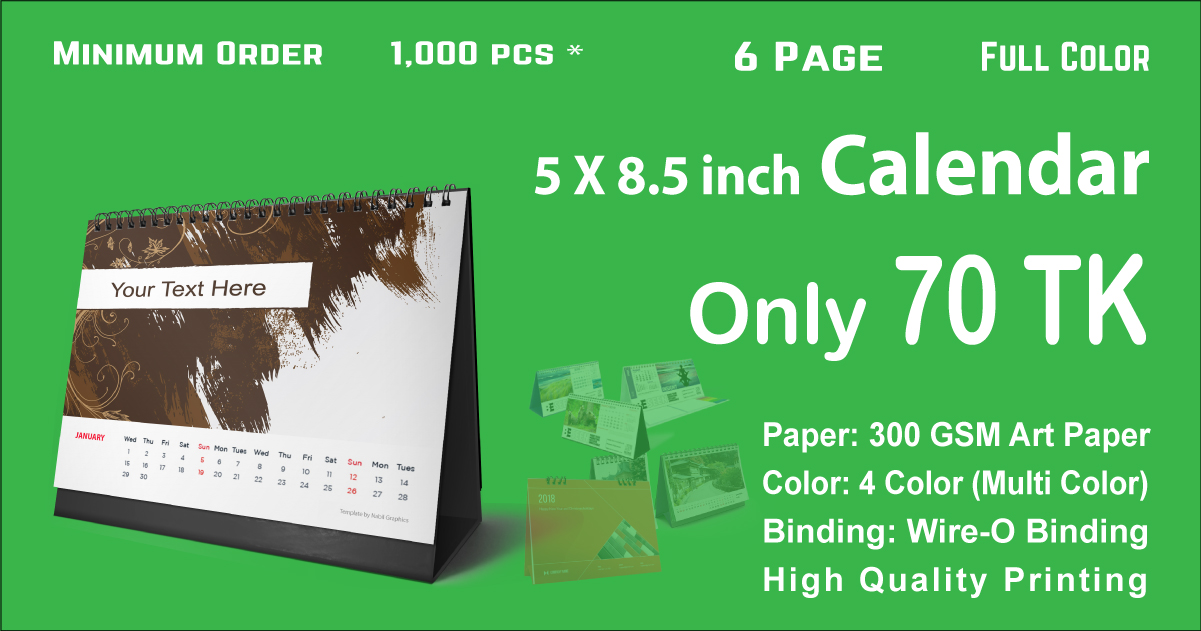 MINIMUM ORDER 1,000 PCS * 6 PAGE FULL COLOR
5 X 8.5 inch Calendar
Only 70 TK
Your Text Here
JANUARY Wed Thu Fri Sat Sun Mon Tues Wed Thu Fri Sat Sun Mon Tues
1 2 3 4 5 6 7 8 9 10 11 12 13 14
15 16 17 18 19 20 21 22 23 24 25 26 27 28
29 30
Template by Naz4 Graphics
2018
Paper: 300 GSM Art Paper
Color: 4 Color (Multi Color)
Binding: Wire-O Binding
High Quality Printing